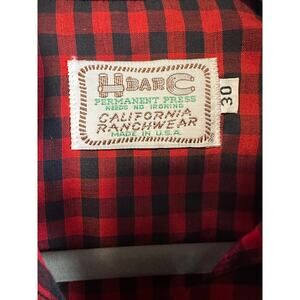 H BAR C
PERMANENT PRESS
NEEDS NO IRONING
CALIFORNIA
RANCHWEAR
MADE IN U.S.A.
30